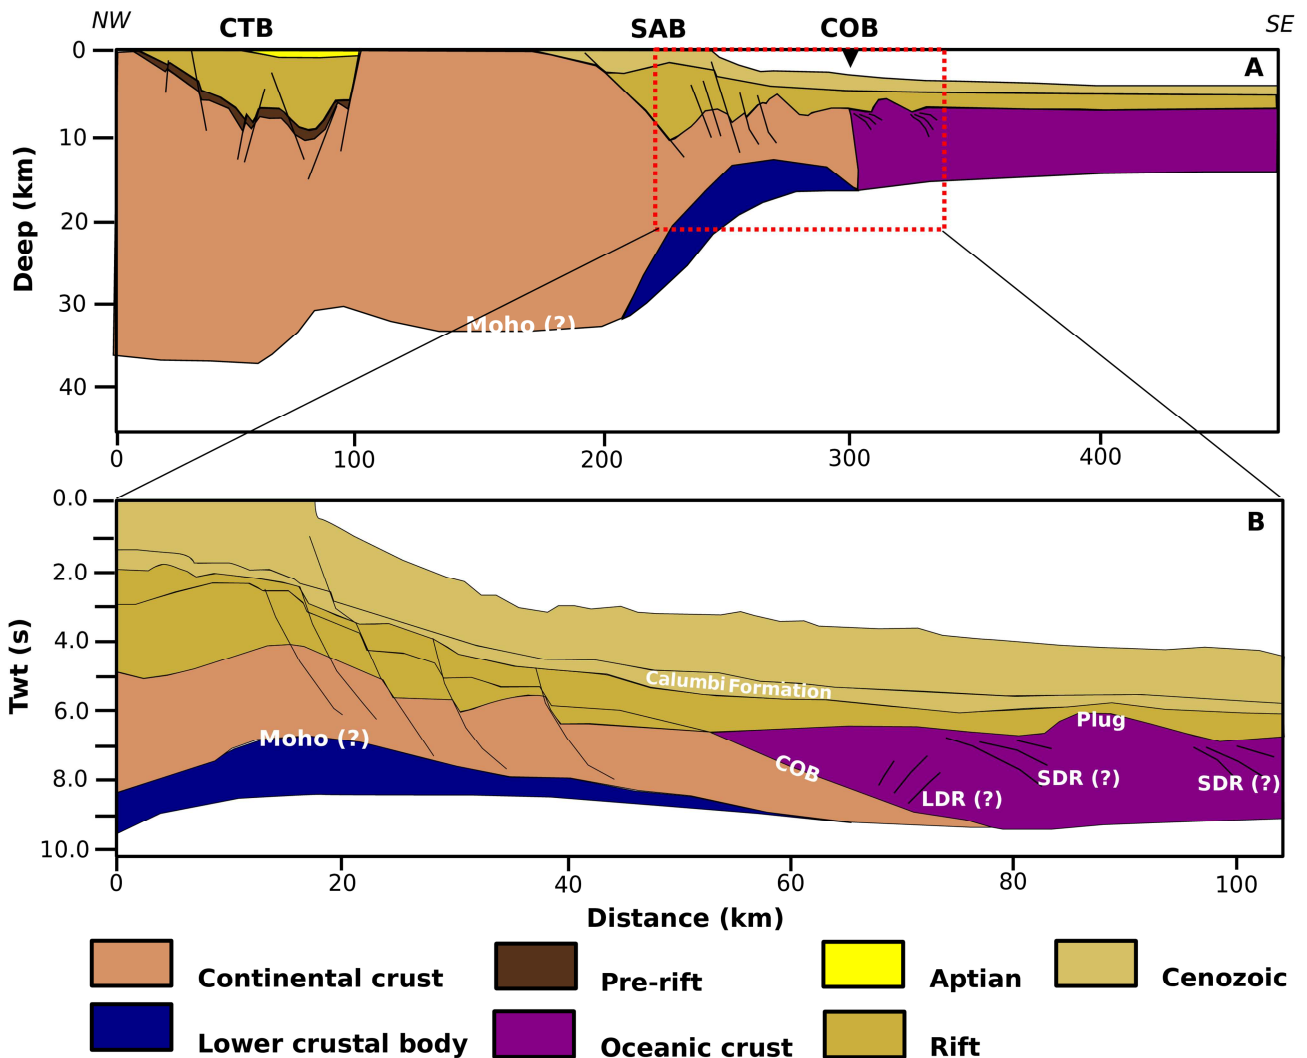 NW
CTB
SAB
COB
SE
A
0
10
20
30
40
Deep (km)
Moho (?)
0
100
200
300
400
0.0
2.0
4.0
6.0
8.0
10.0
Twt (s)
B
Calumbi Formation
Plug
Moho (?)
COB
SDR (?)
SDR (?)
LDR (?)
0
20
40
60
80
100
Distance (km)
Continental crust
Pre-rift
Aptian
Cenozoic
Lower crustal body
Oceanic crust
Rift